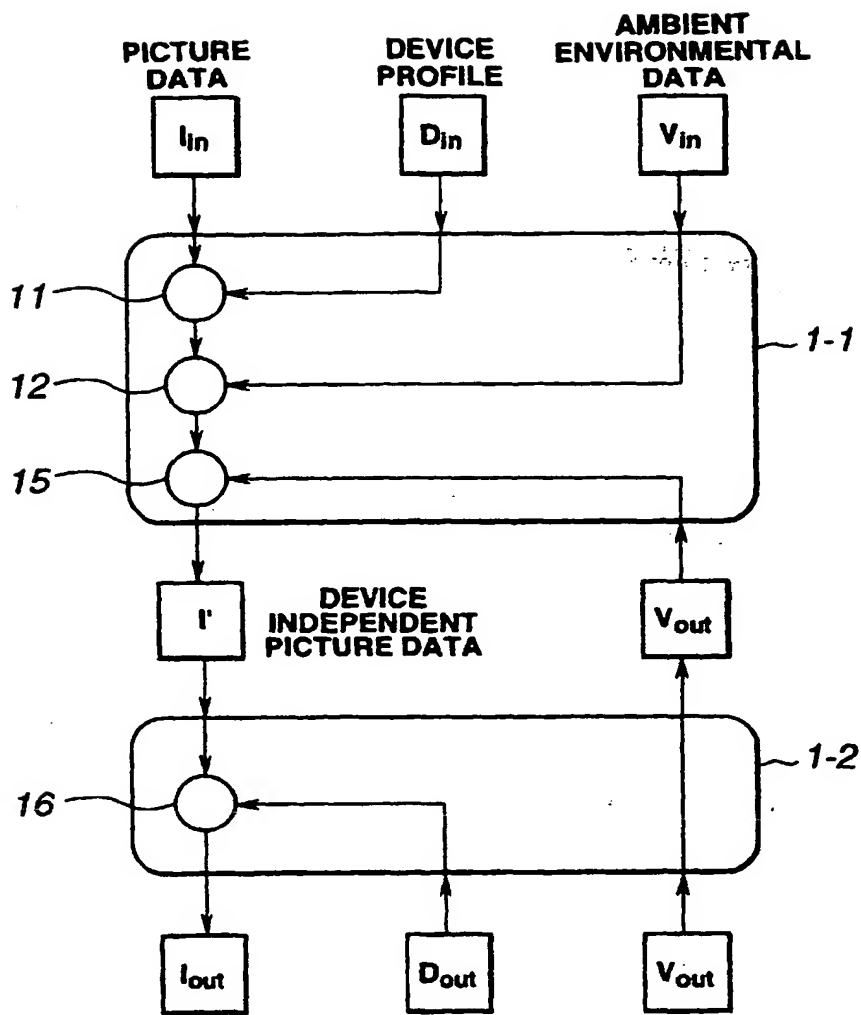 PICTURE
DATA
DEVICE
PROFILE
AMBIENT
ENVIRONMENTAL
DATA
Iin
Din
Vin
11
12
15
1-1
I'
DEVICE
INDEPENDENT
PICTURE DATA
Vout
16
1-2
Iout
Dout
Vout